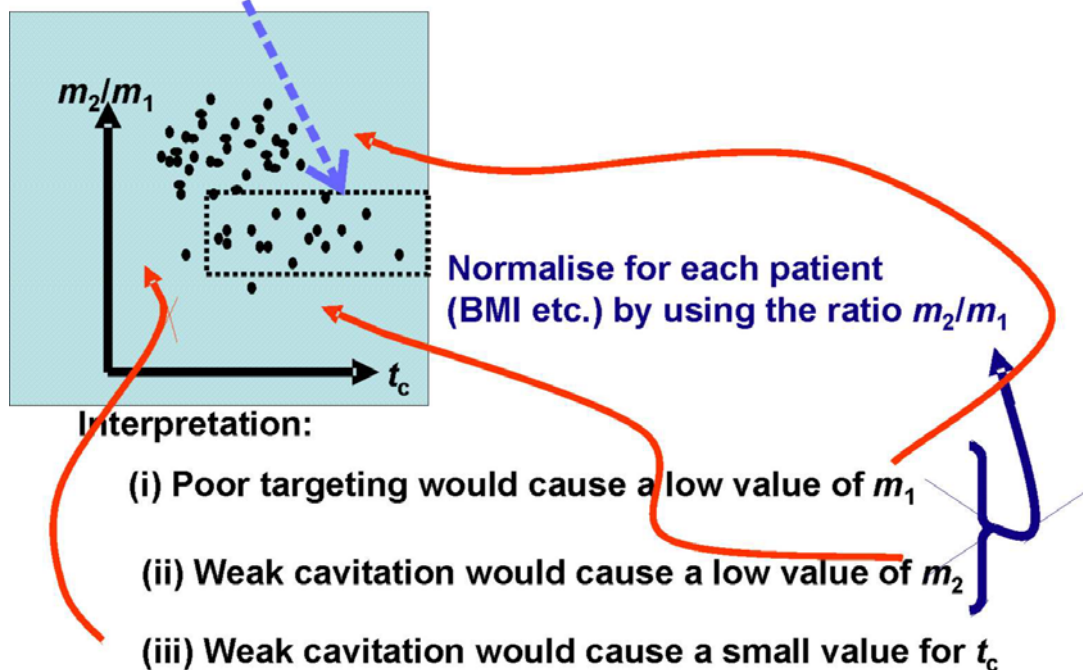 m₂/m₁
t_c
Normalise for each patient
(BMI etc.) by using the ratio m₂/m₁
Interpretation:
(i) Poor targeting would cause a low value of m₁
(ii) Weak cavitation would cause a low value of m₂
(iii) Weak cavitation would cause a small value for t_c